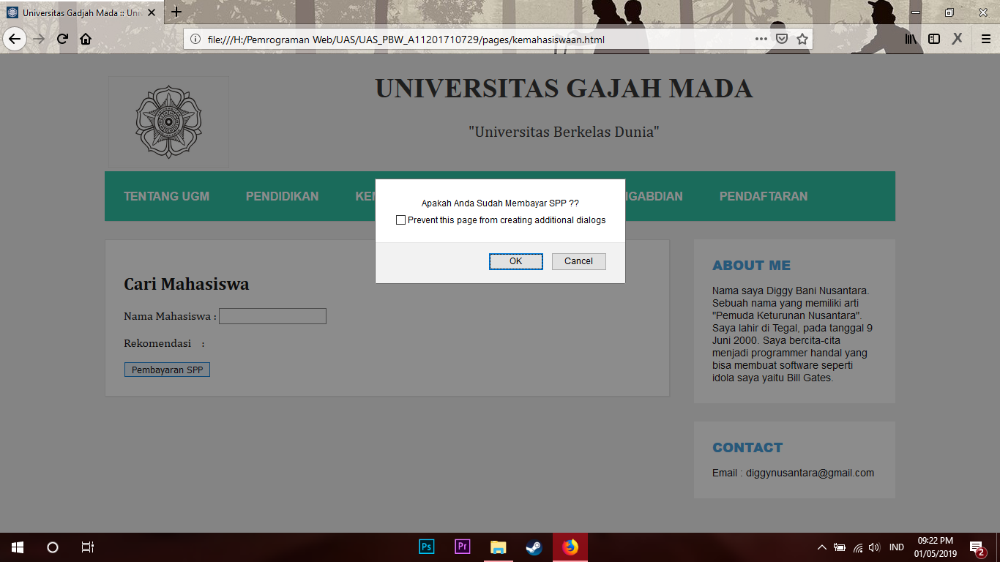 Universitas Gadjah Mada :: Univ
file:///H:/Pemrograman Web/UAS/UAS_PBW_A11201710729/pages/kemahasiswaan.html
UNIVERSITAS GAJAH MADA
"Universitas Berkelas Dunia"
TENTANG UGM PENDIDIKAN KE IGABDIAN PENDAFTARAN
Apakah Anda Sudah Membayar SPP ??
Prevent this page from creating additional dialogs
OK Cancel
Cari Mahasiswa
Nama Mahasiswa :
Rekomendasi :
Pembayaran SPP
ABOUT ME
Nama saya Diggy Bani Nusantara.
Sebuah nama yang memiliki arti
"Pemuda Keturunan Nusantara".
Saya lahir di Tegal, pada tanggal 9
Juni 2000. Saya bercita-cita
menjadi programmer handal yang
bisa membuat software seperti
idola saya yaitu Bill Gates.
CONTACT
Email : diggynusantara@gmail.com
Ps Pr IND 09:22 PM
01/05/2019 2